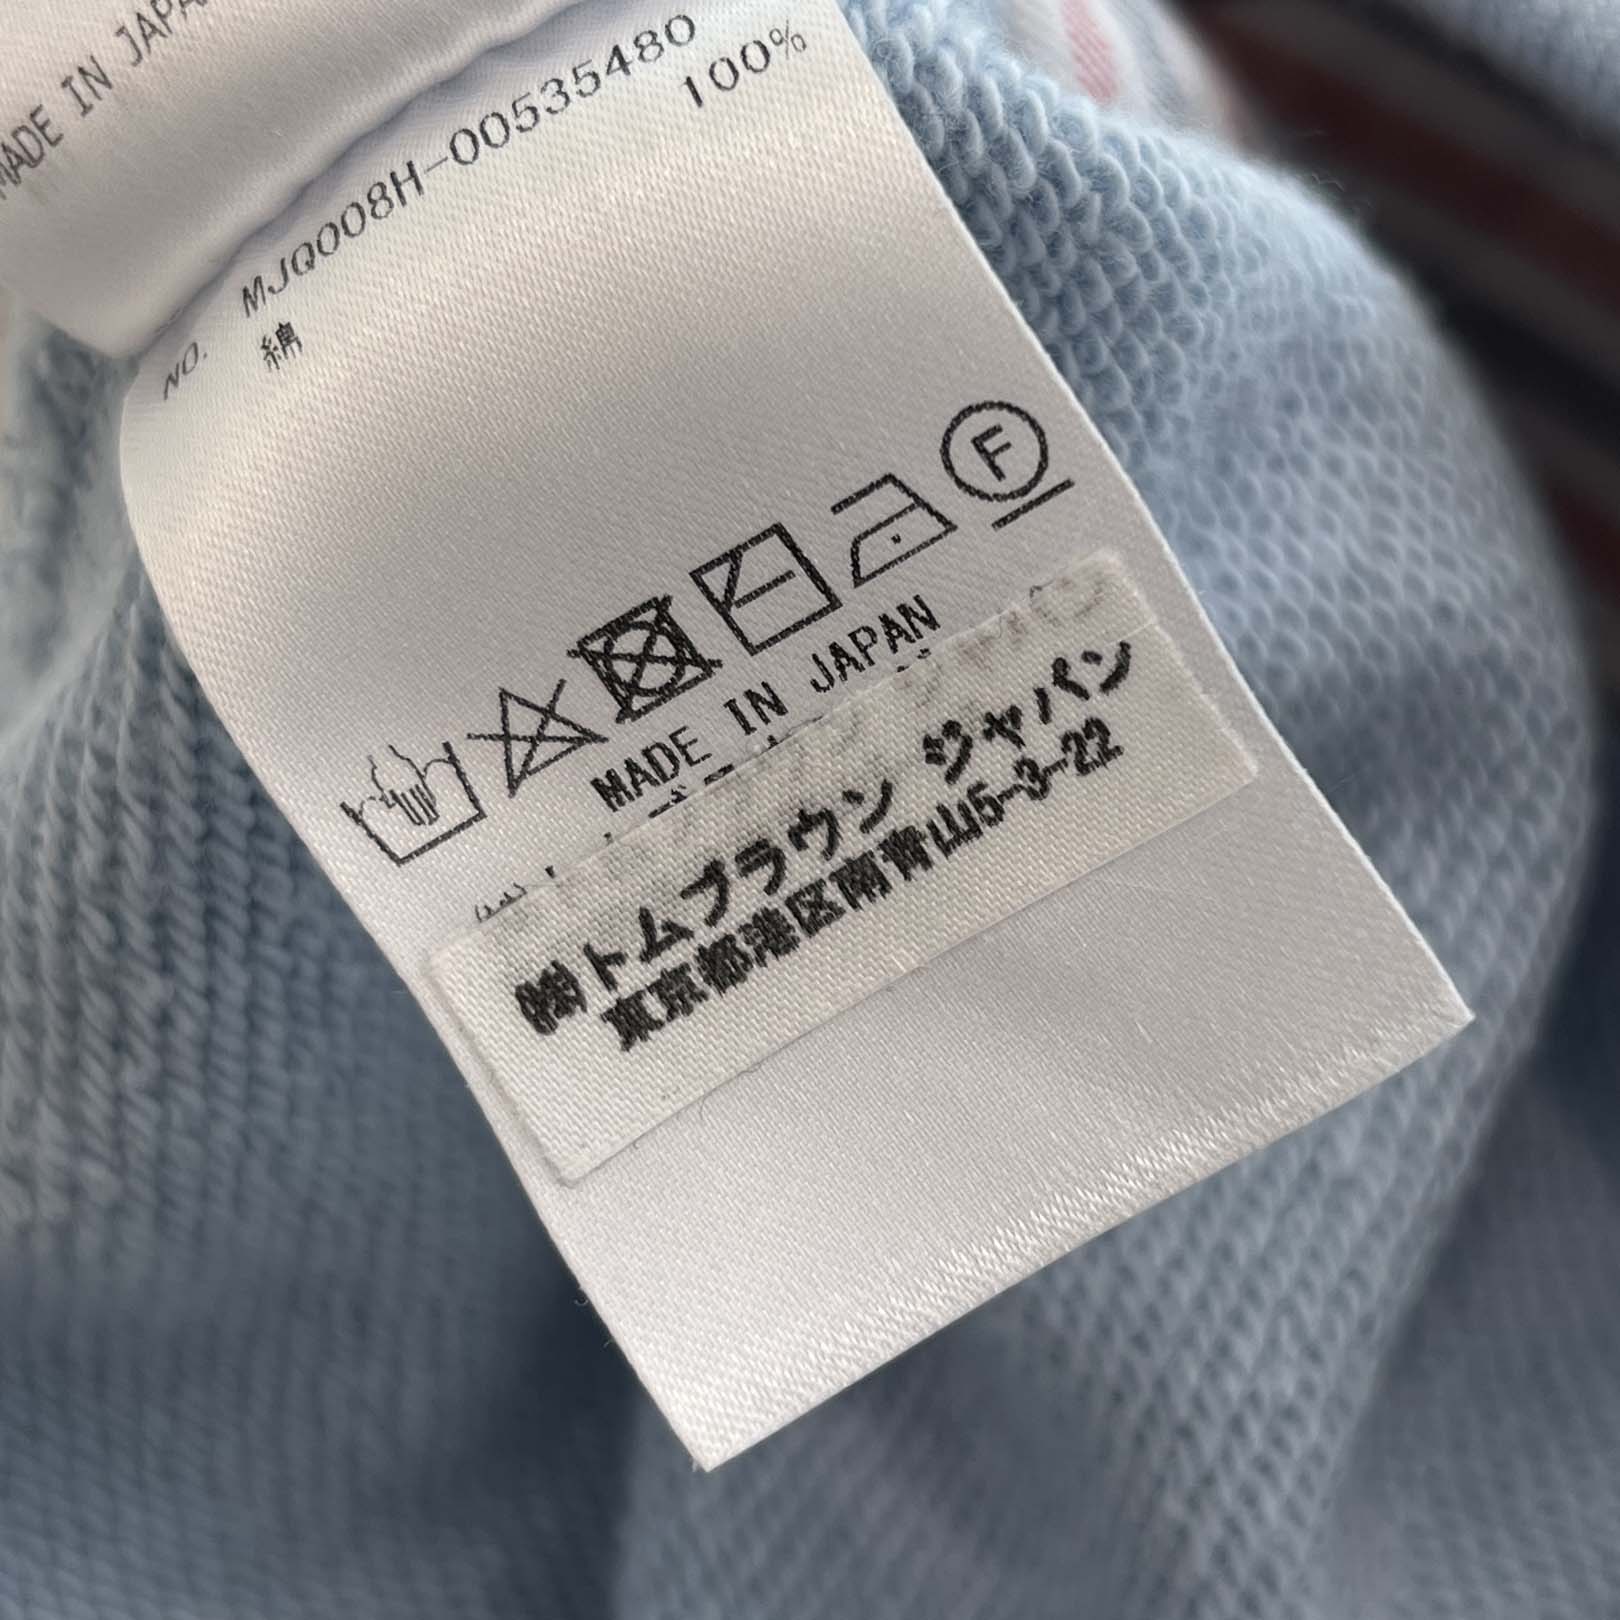 MADE IN JAPA
NO. MJQ008H-00535480
綿 100%
F
MADE IN JAPAN
㈱トムブラウン ジャパン
東京都港区南青山5-3-22